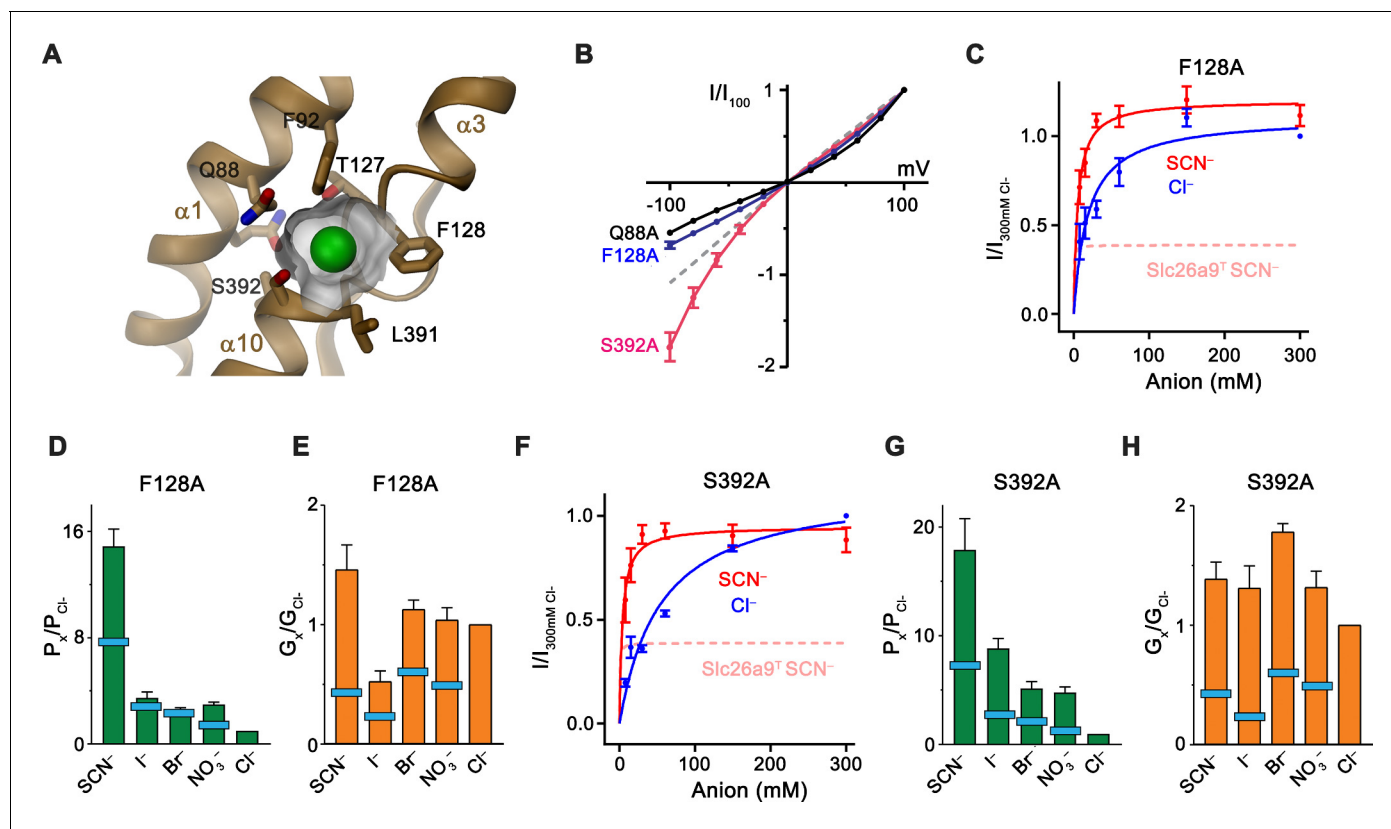 A
F92
α3
Q88
T127
α1
F128
S392
L391
α10
B
I/I100
1
mV
-100
100
Q88A
F128A
-1
S392A
-2
C
F128A
I/I300mM Cl-
1.0
0.5
0.0
SCN–
Cl–
Slc26a9T SCN–
0
100
200
300
Anion (mM)
D
F128A
Px/PCl-
16
8
0
SCN-
I-
Br-
NO3-
Cl-
E
F128A
Gx/GCl-
2
1
0
SCN-
I-
Br-
NO3-
Cl-
F
S392A
I/I300mM Cl-
1.0
0.5
0.0
SCN–
Cl–
Slc26a9T SCN–
0
100
200
300
Anion (mM)
G
S392A
Px/PCl-
20
10
0
SCN-
I-
Br-
NO3-
Cl-
H
S392A
Gx/GCl-
2
1
0
SCN-
I-
Br-
NO3-
Cl-